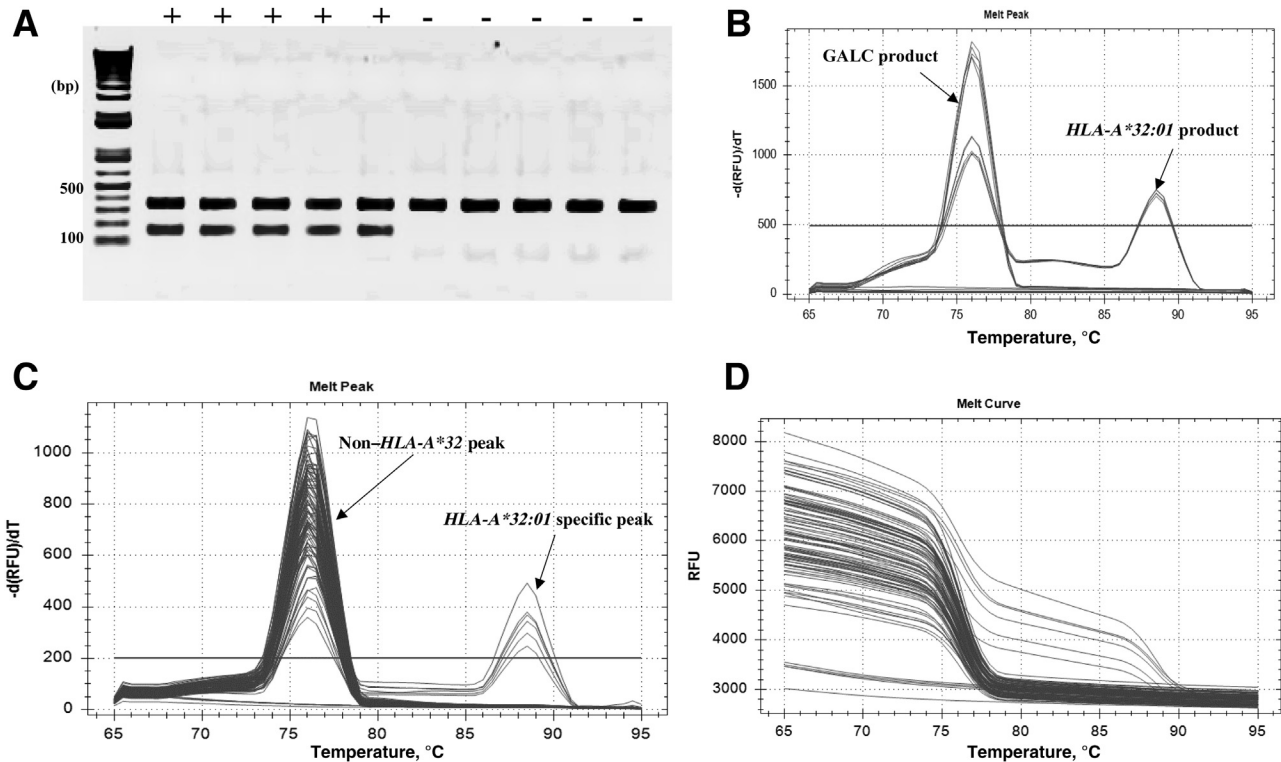 A
+ + + + + - - - - -
(bp)
500
100
B
Melt Peak
GALC product
HLA-A*32:01 product
-d(RFU)/dT
1500
1000
500
0
65 70 75 80 85 90 95
Temperature, °C
C
Melt Peak
Non–HLA-A*32 peak
HLA-A*32:01 specific peak
-d(RFU)/dT
1000
800
600
400
200
0
65 70 75 80 85 90 95
Temperature, °C
D
Melt Curve
RFU
8000
7000
6000
5000
4000
3000
65 70 75 80 85 90 95
Temperature, °C